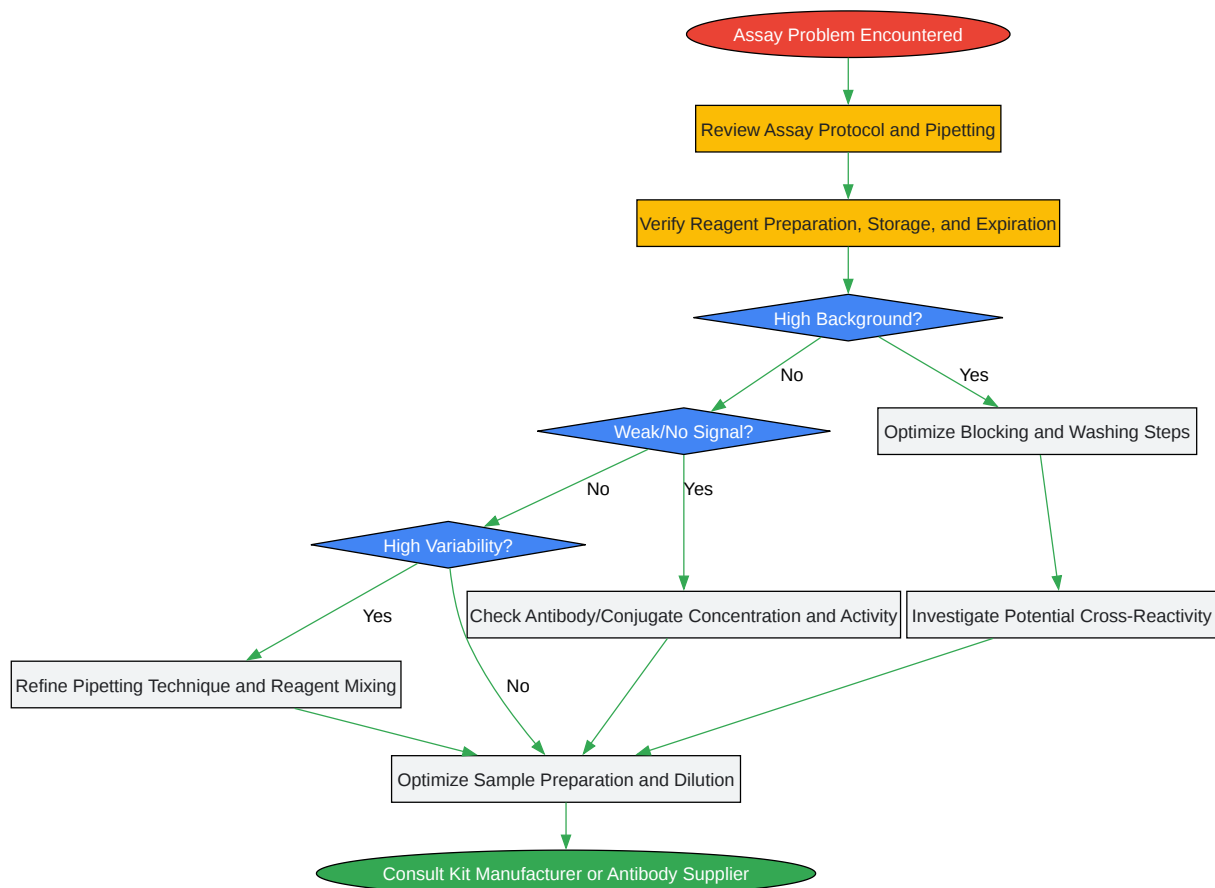 Assay Problem Encountered
Review Assay Protocol and Pipetting
Verify Reagent Preparation, Storage, and Expiration
High Background?
No
Yes
Weak/No Signal?
Optimize Blocking and Washing Steps
No
Yes
High Variability?
Yes
Check Antibody/Conjugate Concentration and Activity
Investigate Potential Cross-Reactivity
Refine Pipetting Technique and Reagent Mixing
No
Optimize Sample Preparation and Dilution
Consult Kit Manufacturer or Antibody Supplier